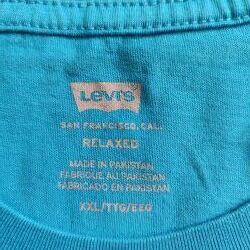 Levi's
SAN FRANCISCO, CAL.
RELAXED
MADE IN PAKISTAN
FABRIQUÉ AU PAKISTAN
FABRICADO EN PAKISTAN
XXL/TTG/EEG